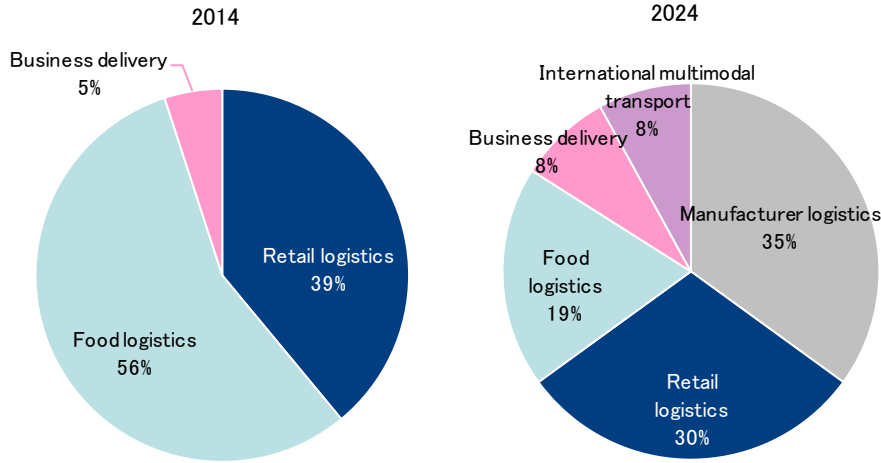 2014
Business delivery
5%
Retail logistics
39%
Food logistics
56%
2024
International multimodal
transport
8%
Business delivery
8%
Manufacturer logistics
35%
Food
logistics
19%
Retail
logistics
30%